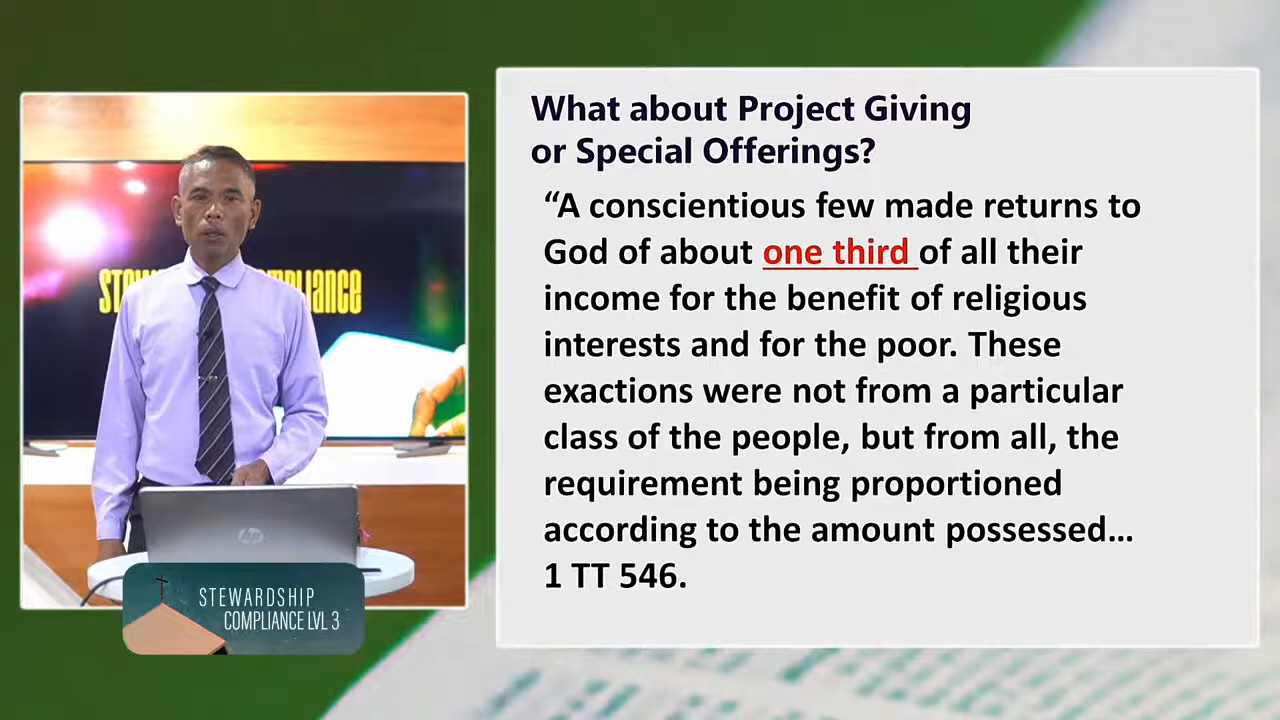 What about Project Giving
or Special Offerings?
“A conscientious few made returns to
God of about one third of all their
income for the benefit of religious
interests and for the poor. These
exactions were not from a particular
class of the people, but from all, the
requirement being proportioned
according to the amount possessed…
1 TT 546.
hp
STEWARDSHIP
COMPLIANCE LVL 3